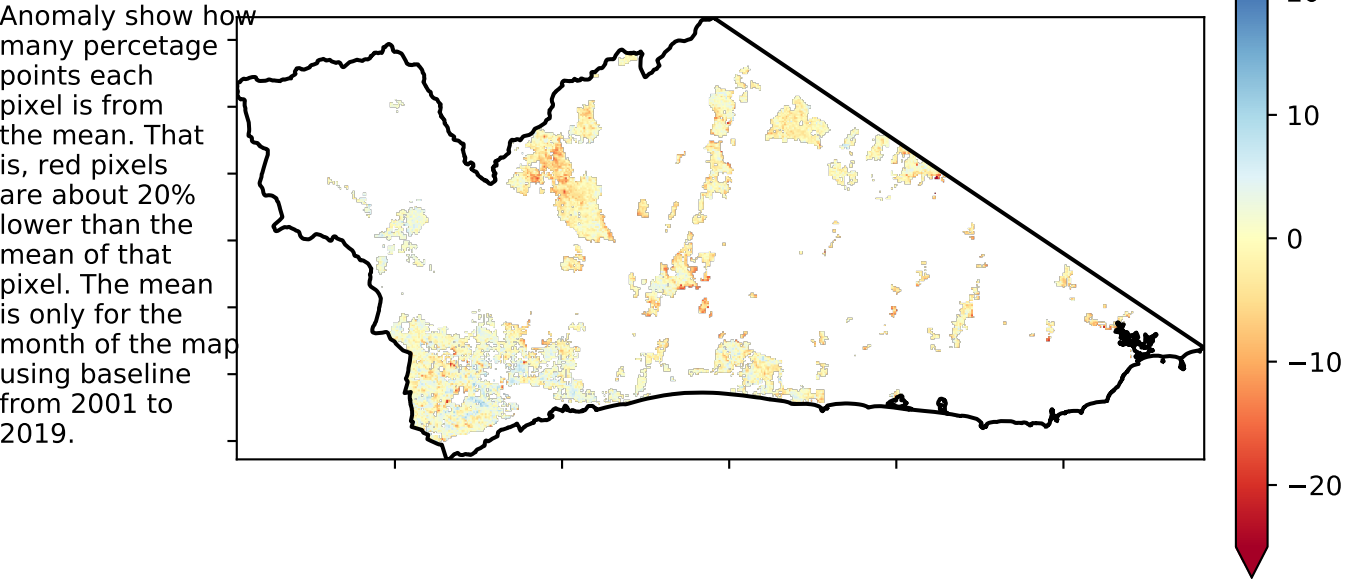 Anomaly show how
many percetage
points each
pixel is from
the mean. That
is, red pixels
are about 20%
lower than the
mean of that
pixel. The mean
is only for the
month of the map
using baseline
from 2001 to
2019.
10
0
−10
−20